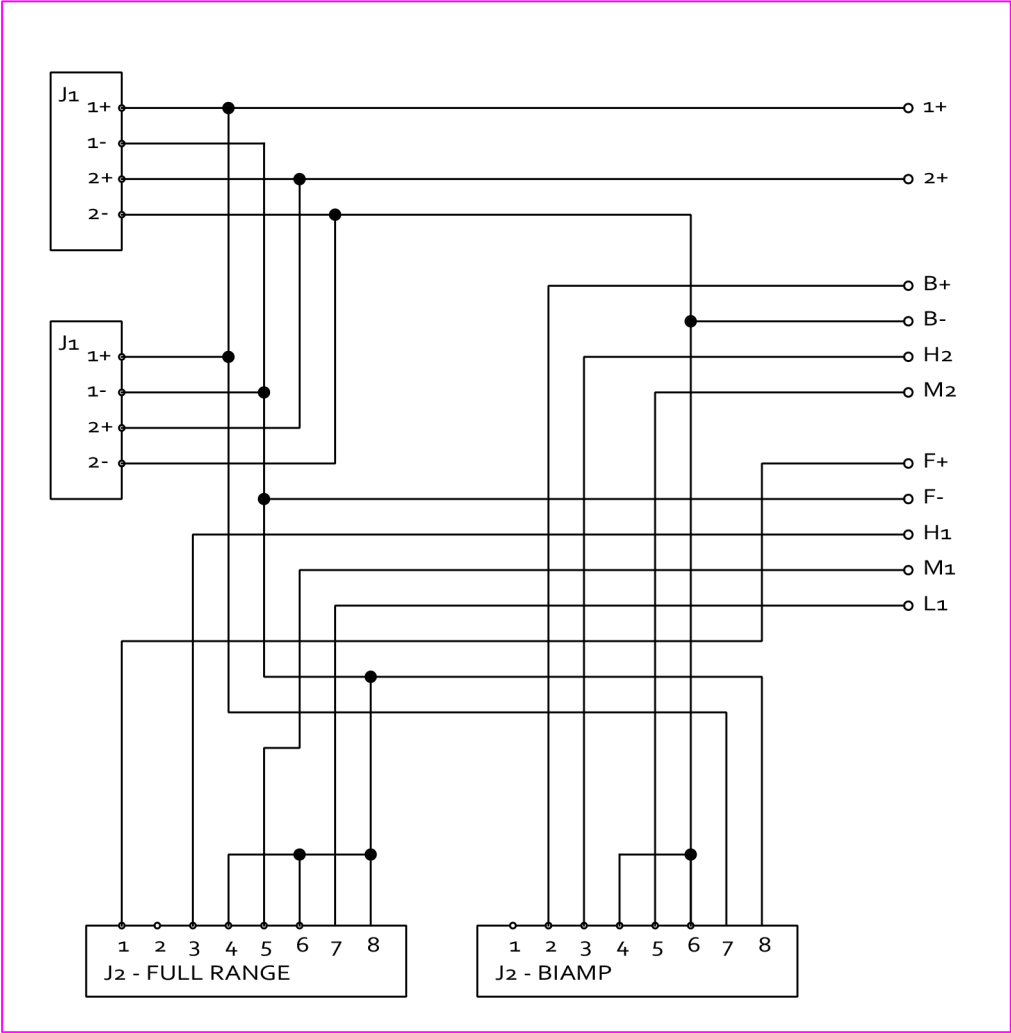 J1
1+
1-
2+
2-
1+
2+
J1
1+
1-
2+
2-
B+
B-
H2
M2
F+
F-
H1
M1
L1
1 2 3 4 5 6 7 8
J2 - FULL RANGE
1 2 3 4 5 6 7 8
J2 - BIAMP